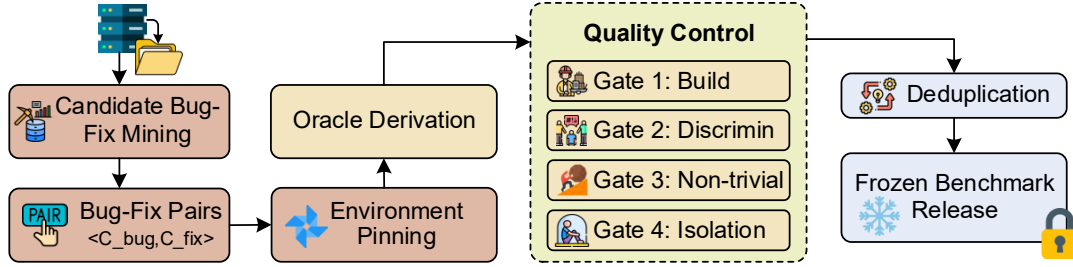 Candidate Bug-
Fix Mining
PAIR
Bug-Fix Pairs
<C_bug,C_fix>
Environment
Pinning
Oracle Derivation
Quality Control
Gate 1: Build
Gate 2: Discrimin
Gate 3: Non-trivial
Gate 4: Isolation
Deduplication
Frozen Benchmark
Release